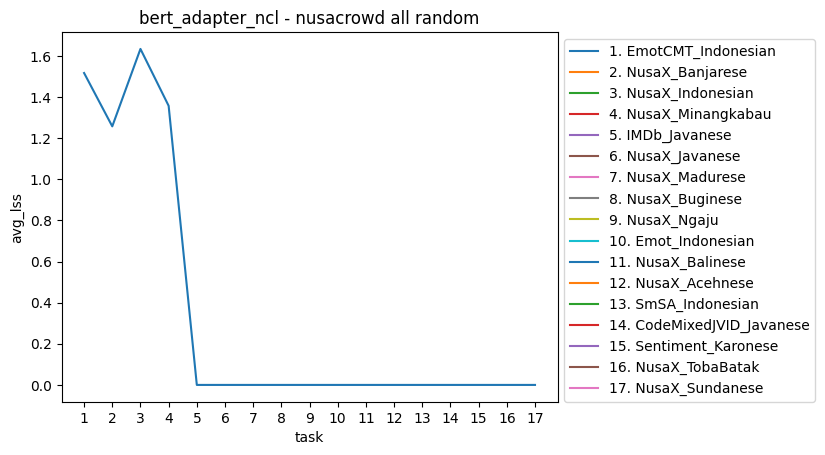 bert_adapter_ncl - nusacrowd all random
avg_lss
1.6
1.4
1.2
1.0
0.8
0.6
0.4
0.2
0.0
1 2 3 4 5 6 7 8 9 10 11 12 13 14 15 16 17
task
1. EmotCMT_Indonesian
2. NusaX_Banjarese
3. NusaX_Indonesian
4. NusaX_Minangkabau
5. IMDb_Javanese
6. NusaX_Javanese
7. NusaX_Madurese
8. NusaX_Buginese
9. NusaX_Ngaju
10. Emot_Indonesian
11. NusaX_Balinese
12. NusaX_Acehnese
13. SmSA_Indonesian
14. CodeMixedJVID_Javanese
15. Sentiment_Karonese
16. NusaX_TobaBatak
17. NusaX_Sundanese